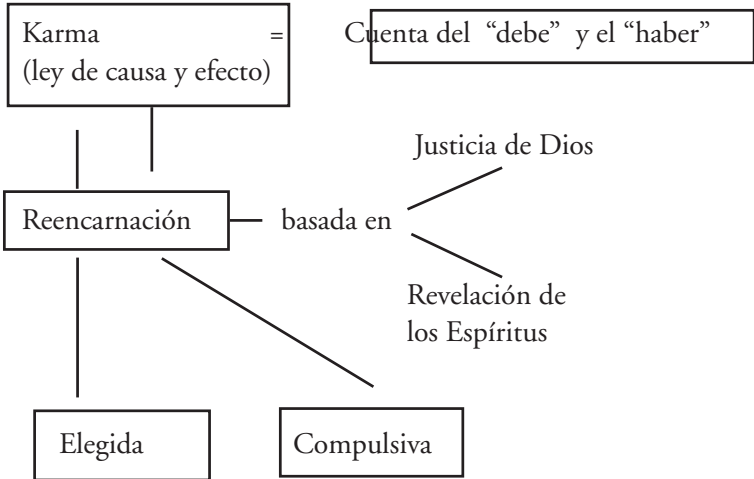 Karma = Cuenta del “debe” y el “haber”
(ley de causa y efecto)
Justicia de Dios
Reencarnación basada en
Revelación de
los Espíritus
Elegida Compulsiva